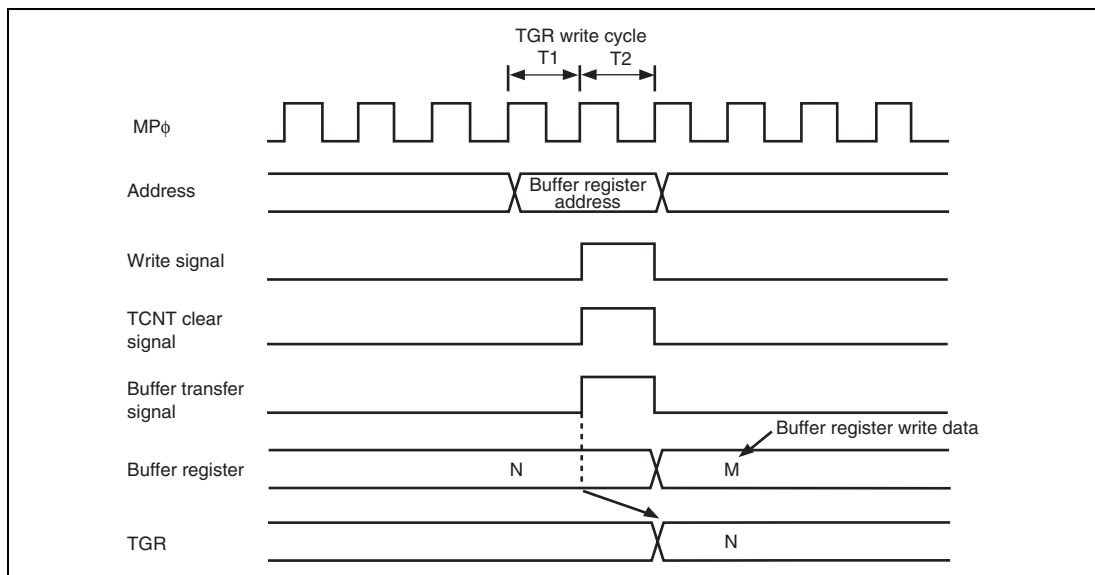 TGR write cycle
T1 T2
MPϕ
Address
Buffer register
address
Write signal
TCNT clear
signal
Buffer transfer
signal
Buffer register write data
Buffer register
N M
TGR
N